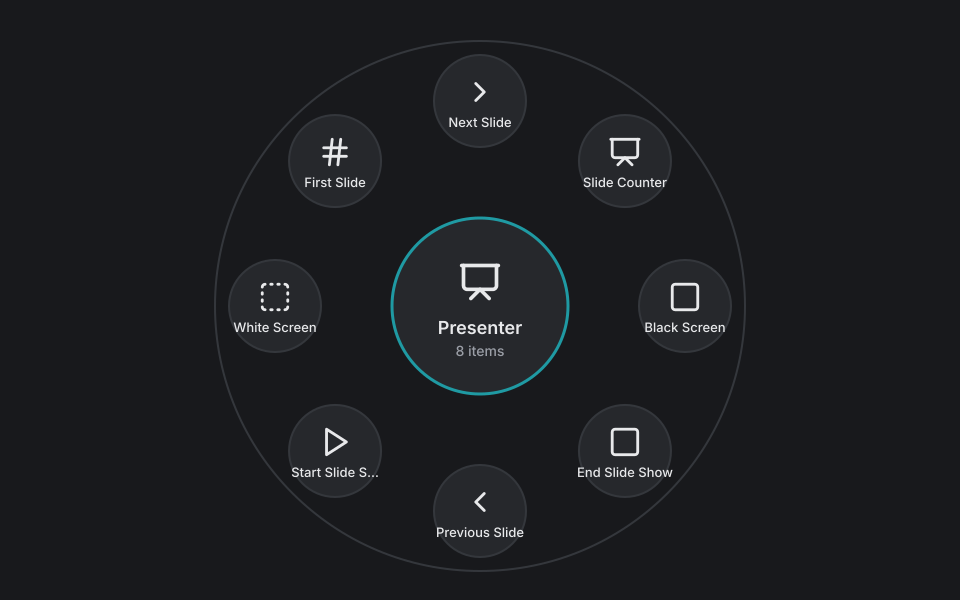 Next Slide
First Slide
Slide Counter
White Screen
Presenter
8 items
Black Screen
Start Slide S...
End Slide Show
Previous Slide